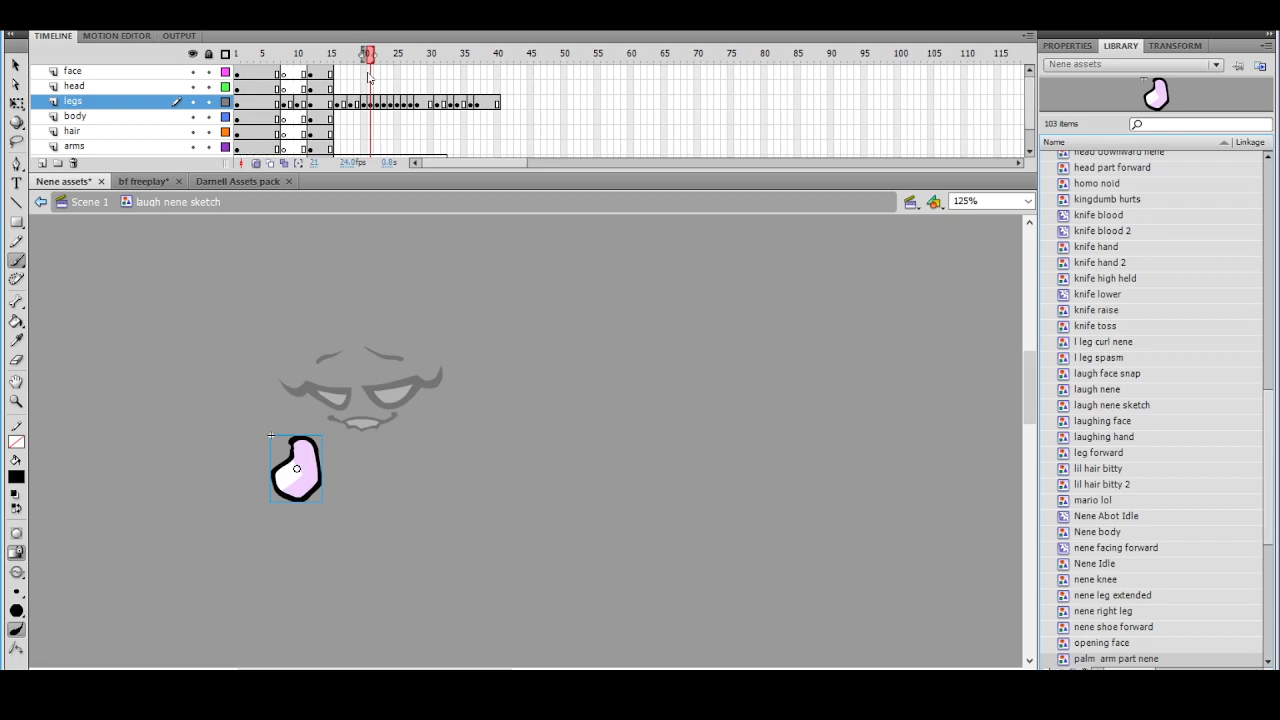 TIMELINE MOTION EDITOR OUTPUT
PROPERTIES LIBRARY TRANSFORM
1 5 10 15 25 30 35 40 45 50 55 60 65 70 75 80 85 90 95 100 105 110 115
Nene assets
face
head
legs
body
hair
arms
103 items
Name Linkage
21 24.0fps 0.8s
Nene assets* bf freeplay* Darnell Assets pack
Scene 1 laugh nene sketch 125%
head downward nene
head part forward
homo noid
kingdumb hurts
knife blood
knife blood 2
knife hand
knife hand 2
knife high held
knife lower
knife raise
knife toss
l leg curl nene
l leg spasm
laugh face snap
laugh nene
laugh nene sketch
laughing face
laughing hand
leg forward
lil hair bitty
lil hair bitty 2
mario lol
Nene Abot Idle
Nene body
nene facing forward
Nene Idle
nene knee
nene leg extended
nene right leg
nene shoe forward
opening face
palm arm part nene